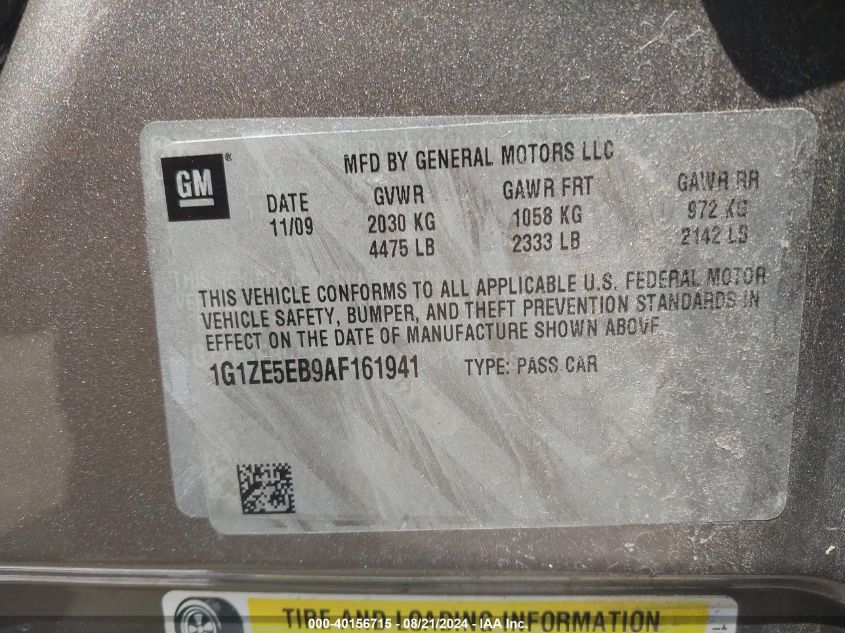 MFD BY GENERAL MOTORS LLC
GM®
DATE GVWR GAWR FRT GAWR RR
11/09 2030 KG 1058 KG 972 KG
4475 LB 2333 LB 2142 LB
THIS VEHICLE CONFORMS TO ALL APPLICABLE U.S. FEDERAL MOTOR
VEHICLE SAFETY, BUMPER, AND THEFT PREVENTION STANDARDS IN
EFFECT ON THE DATE OF MANUFACTURE SHOWN ABOVE
1G1ZE5EB9AF161941 TYPE: PASS CAR
TIRE AND LOADING INFORMATION
000-40156715 - 08/21/2024 - IAA Inc.